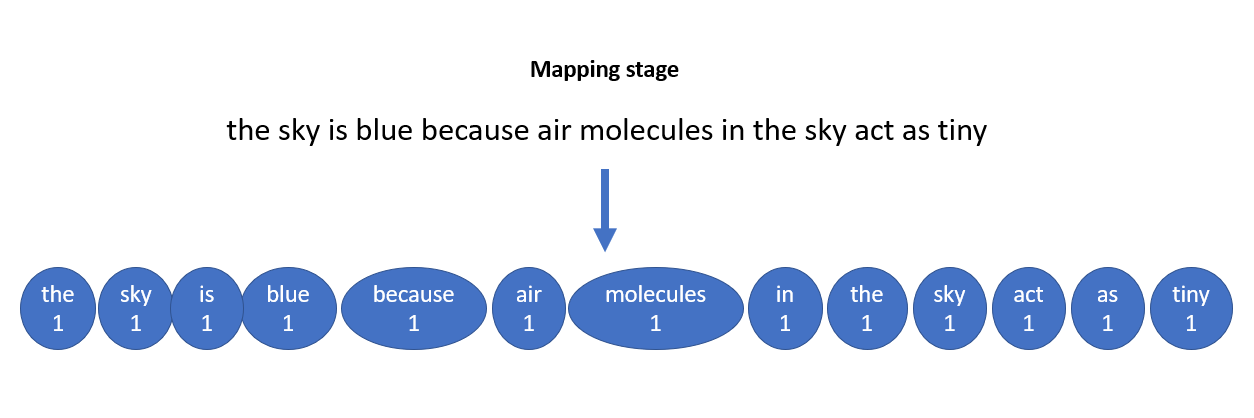 Mapping stage
the sky is blue because air molecules in the sky act as tiny
the sky is blue because air molecules in the sky act as tiny
1 1 1 1 1 1 1 1 1 1 1 1 1